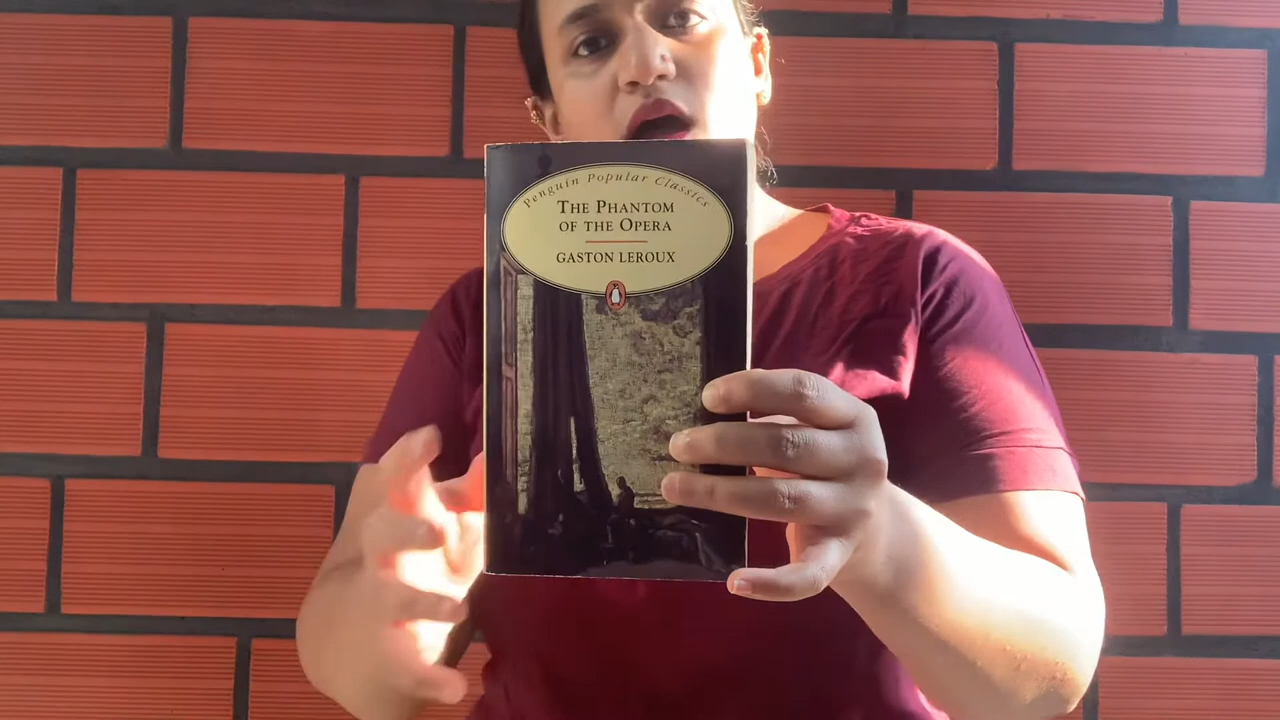 Penguin Popular Classics
THE PHANTOM
OF THE OPERA
GASTON LEROUX